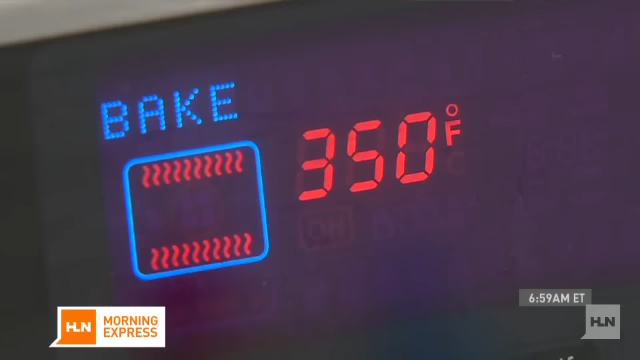 BAKE
350°F
HLN MORNING
EXPRESS
6:59AM ET
HLN